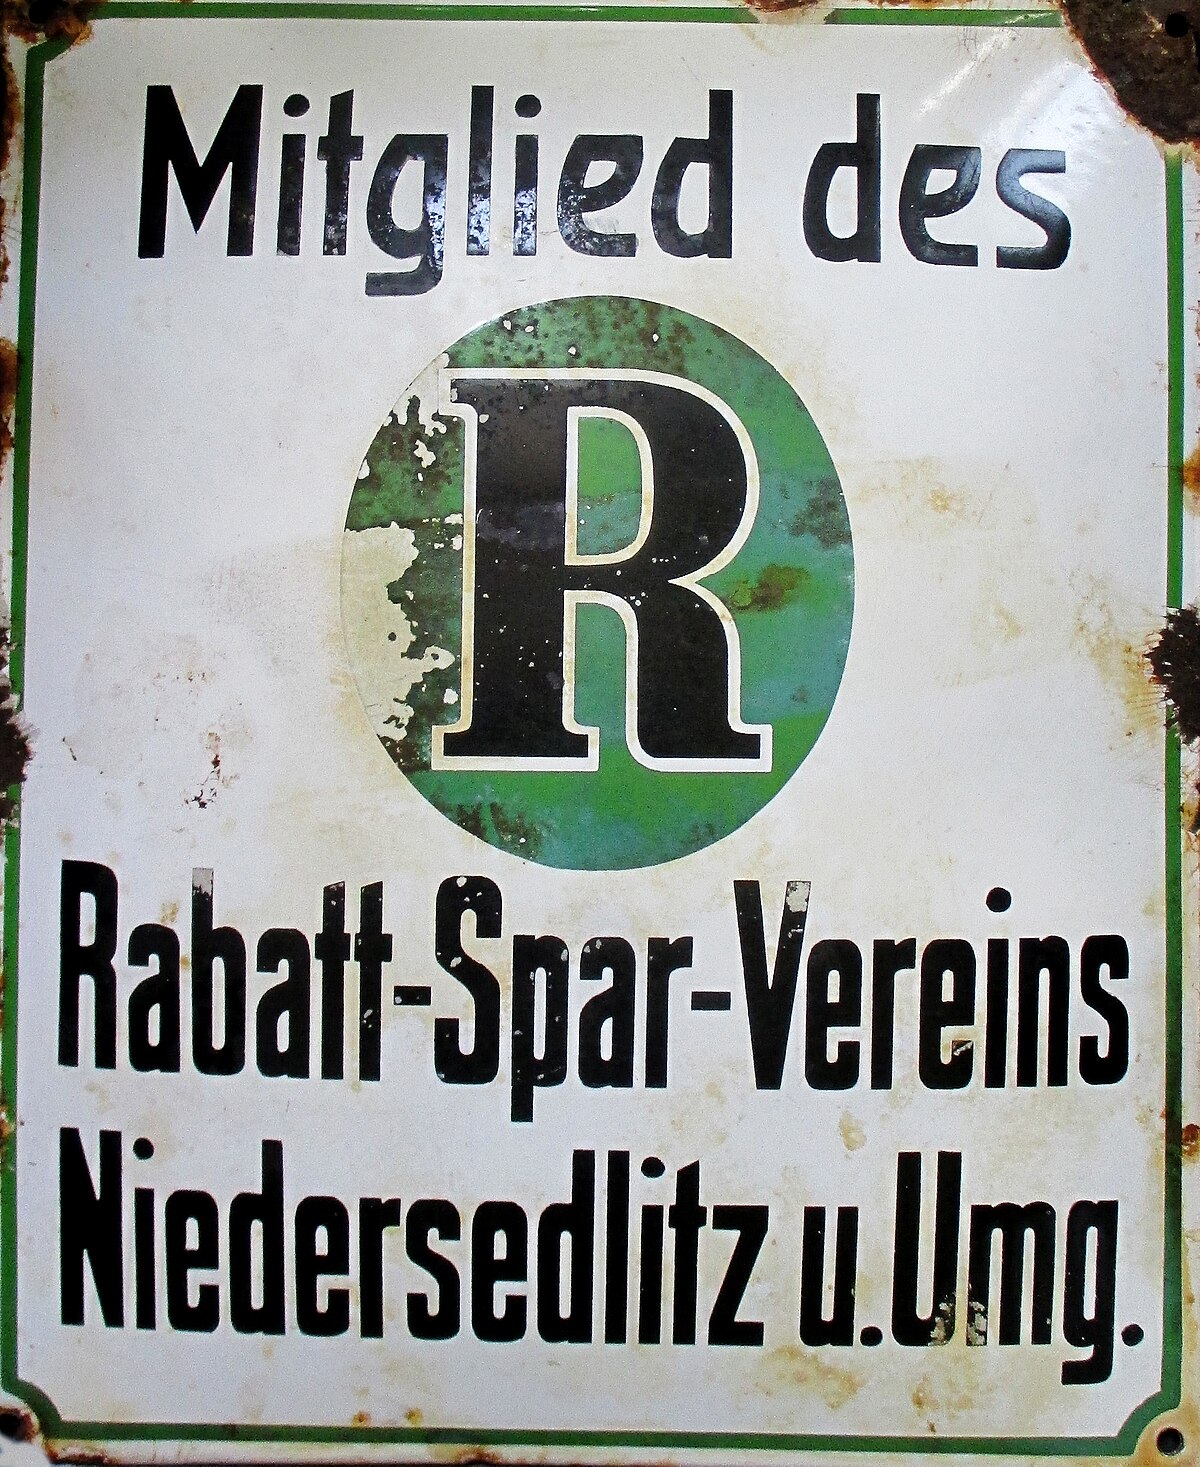 Mitglied des
R
Rabatt-Spar-Vereins
Niedersedlitz u. Umg.